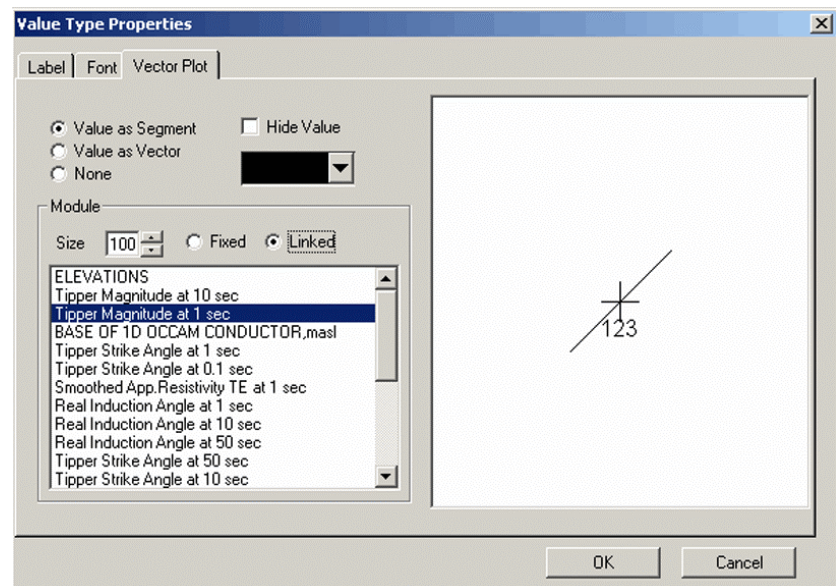 Value Type Properties
Label Font Vector Plot
Value as Segment Hide Value
Value as Vector
None
Module
Size 100 Fixed Linked
ELEVATIONS
Tipper Magnitude at 10 sec
Tipper Magnitude at 1 sec
BASE OF 1D OCCAM CONDUCTOR,masl
Tipper Strike Angle at 1 sec
Tipper Strike Angle at 0.1 sec
Smoothed App.Resistivity TE at 1 sec
Real Induction Angle at 1 sec
Real Induction Angle at 10 sec
Real Induction Angle at 50 sec
Tipper Strike Angle at 50 sec
Tipper Strike Angle at 10 sec
123
OK Cancel